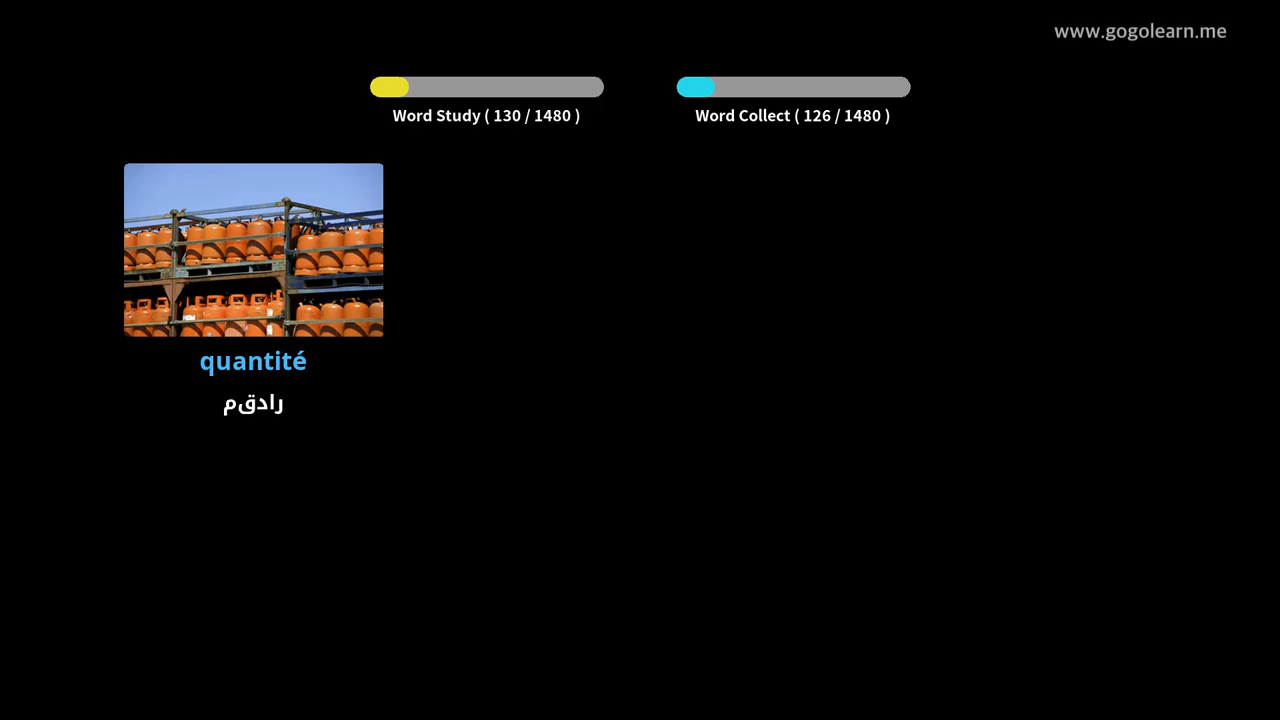 www.gogolearn.me
Word Study ( 130 / 1480 )
Word Collect ( 126 / 1480 )
quantité
رادقم